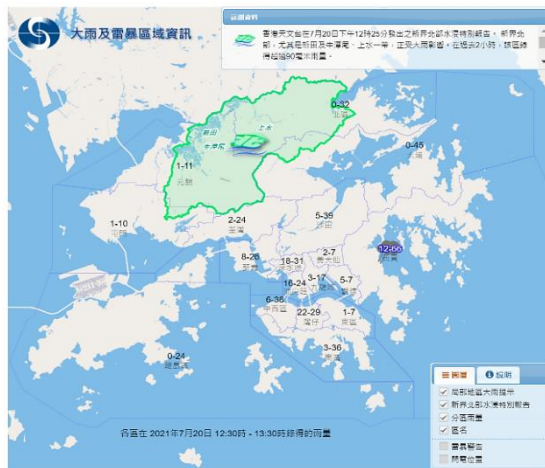 大雨及雷暴區域資訊
詳細資料
香港天文台在7月20日下午12時25分發出之新界北部水浸特別報告。 新界北
部，尤其是新田及牛潭尾、上水一帶，正受大雨影響。在過去2小時，該區錄
得超過90毫米雨量。
0-32
北區
上水
新田
牛潭尾
0-45
大埔
1-11
元朗
1-10
屯門
2-24
荃灣
5-39
沙田
12-66
西貢
8-26
葵青
18-31
深水埗
2-7
黃大仙
16-24
油尖旺
3-17
九龍城
5-7
觀塘
6-38
中西區
22-29
灣仔
1-7
東區
3-36
南區
0-24
離島區
圖層
說明
局部地區大雨提示
新界北部水浸特別報告
分區雨量
區名
雷暴警告
閃電位置
各區在 2021年7月20日 12:30時 - 13:30時錄得的雨量